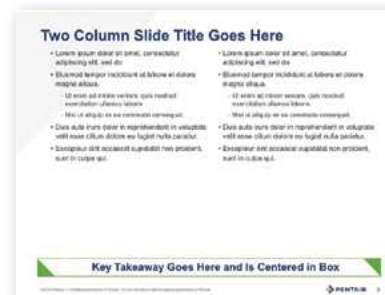 Two Column Slide Title Goes Here
• Lorem ipsum dolor sit amet, consectetur
adipiscing elit, sed do
• Eiusmod tempor incididunt ut labore et dolore
magna aliqua.
- Ut enim ad minim veniam, quis nostrud
exercitation ullamco laboris
- Nisi ut aliquip ex ea commodo consequat.
• Duis aute irure dolor in reprehenderit in voluptate
velit esse cillum dolore eu fugiat nulla pariatur.
• Excepteur sint occaecat cupidatat non proident,
sunt in culpa qui.
• Lorem ipsum dolor sit amet, consectetur
adipiscing elit, sed do
• Eiusmod tempor incididunt ut labore et dolore
magna aliqua.
- Ut enim ad minim veniam, quis nostrud
exercitation ullamco laboris
- Nisi ut aliquip ex ea commodo consequat.
• Duis aute irure dolor in reprehenderit in voluptate
velit esse cillum dolore eu fugiat nulla pariatur.
• Excepteur sint occaecat cupidatat non proident,
sunt in culpa qui.
Key Takeaway Goes Here and Is Centered in Box
PENTAIR